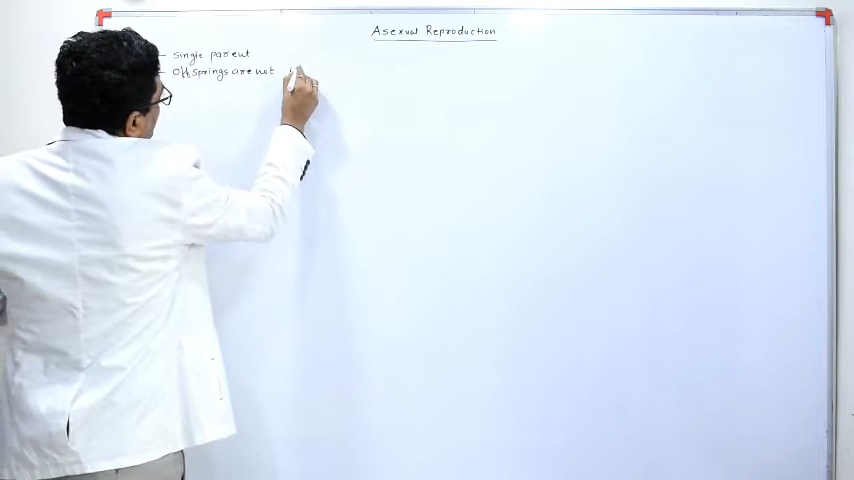 Asexual Reproduction
– Single parent
– Offsprings are not i